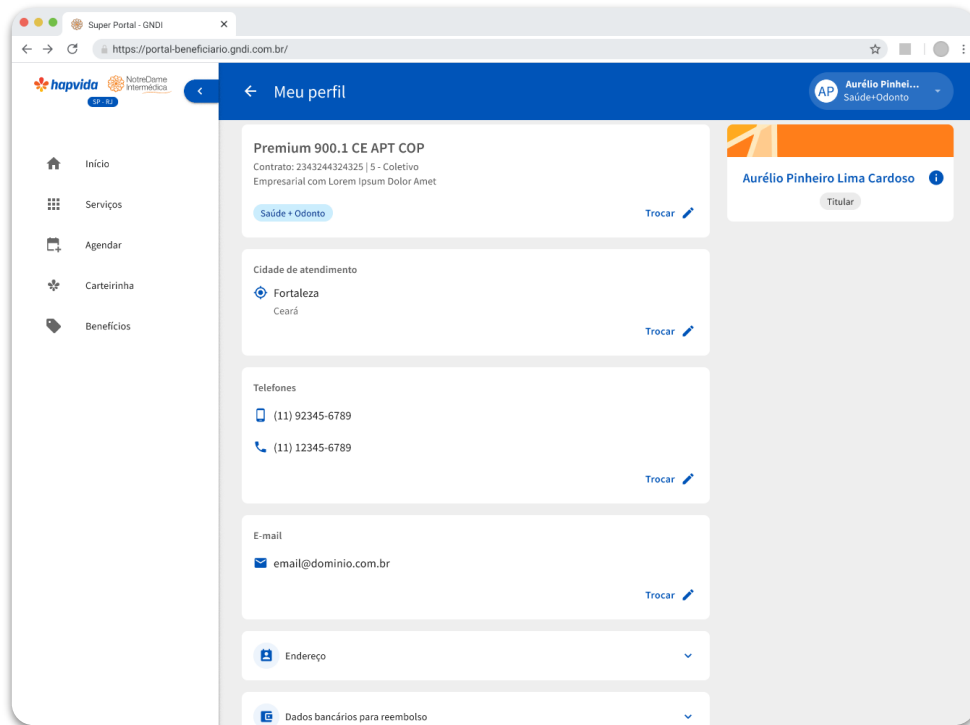 Super Portal - GNDI
https://portal-beneficiario.gndi.com.br/
hapvida
NotreDame
Intermédica
SP - RJ
Meu perfil
AP
Aurélio Pinhei...
Saúde+Odonto
Início
Serviços
Agendar
Carteirinha
Benefícios
Premium 900.1 CE APT COP
Contrato: 2343244324325 | 5 - Coletivo
Empresarial com Lorem Ipsum Dolor Amet
Saúde + Odonto
Trocar
Cidade de atendimento
Fortaleza
Ceará
Trocar
Telefones
(11) 92345-6789
(11) 12345-6789
Trocar
E-mail
email@dominio.com.br
Trocar
Endereço
Dados bancários para reembolso
Aurélio Pinheiro Lima Cardoso
Titular